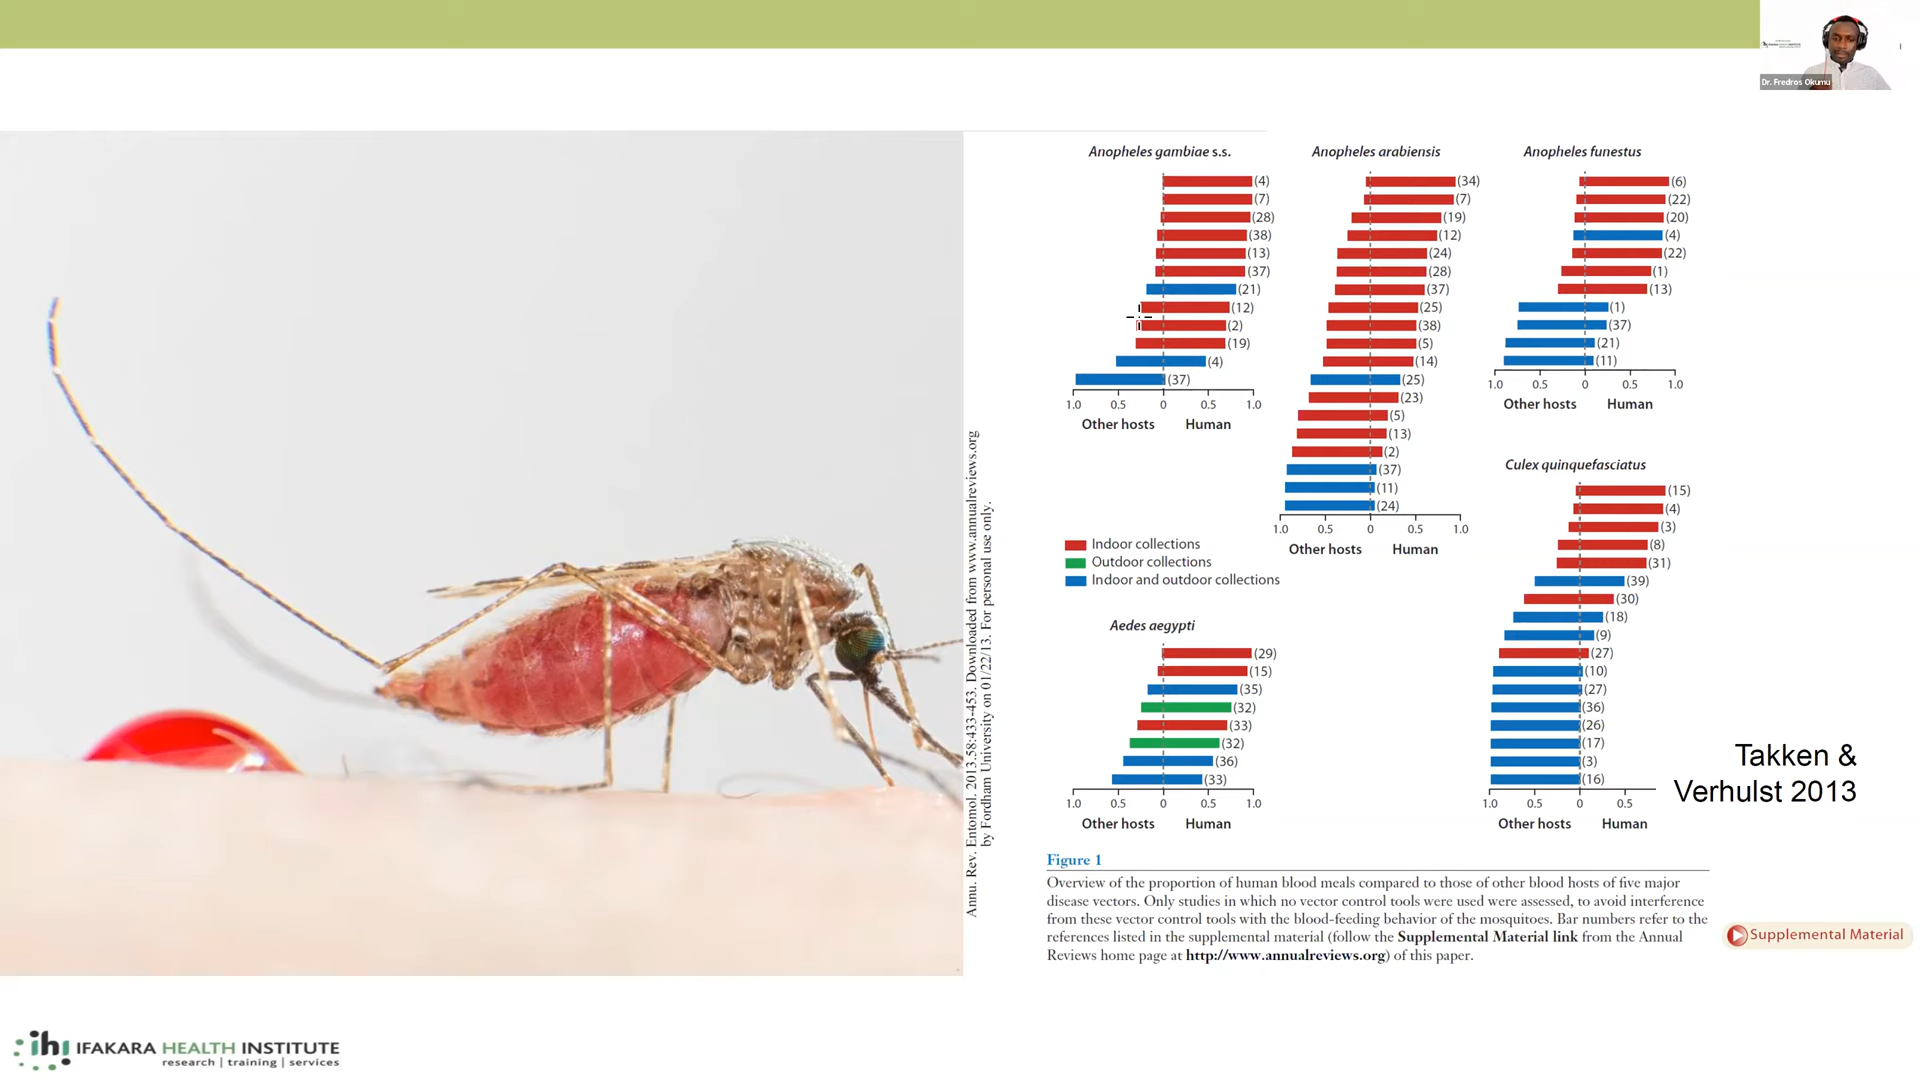 Dr. Fredros Okumu
Annu. Rev. Entomol. 2013.58:433-453. Downloaded from www.annualreviews.org
by Fordham University on 01/22/13. For personal use only.
Anopheles gambiae s.s.
(4)
(7)
(28)
(38)
(13)
(37)
(21)
(12)
(2)
(19)
(4)
(37)
1.0 0.5 0 0.5 1.0
Other hosts Human
Anopheles arabiensis
(34)
(7)
(19)
(12)
(24)
(28)
(37)
(25)
(38)
(5)
(14)
(25)
(23)
(5)
(13)
(2)
(37)
(11)
(24)
1.0 0.5 0 0.5 1.0
Other hosts Human
Anopheles funestus
(6)
(22)
(20)
(4)
(22)
(1)
(13)
(1)
(37)
(21)
(11)
1.0 0.5 0 0.5 1.0
Other hosts Human
Indoor collections
Outdoor collections
Indoor and outdoor collections
Aedes aegypti
(29)
(15)
(35)
(32)
(33)
(32)
(36)
(33)
1.0 0.5 0 0.5 1.0
Other hosts Human
Culex quinquefasciatus
(15)
(4)
(3)
(8)
(31)
(39)
(30)
(18)
(9)
(27)
(10)
(27)
(36)
(26)
(17)
(3)
(16)
1.0 0.5 0 0.5
Other hosts Human
Takken &
Verhulst 2013
Figure 1
Overview of the proportion of human blood meals compared to those of other blood hosts of five major
disease vectors. Only studies in which no vector control tools were used were assessed, to avoid interference
from these vector control tools with the blood-feeding behavior of the mosquitoes. Bar numbers refer to the
references listed in the supplemental material (follow the Supplemental Material link from the Annual
Reviews home page at http://www.annualreviews.org) of this paper.
Supplemental Material
ihi IFAKARA HEALTH INSTITUTE
research | training | services